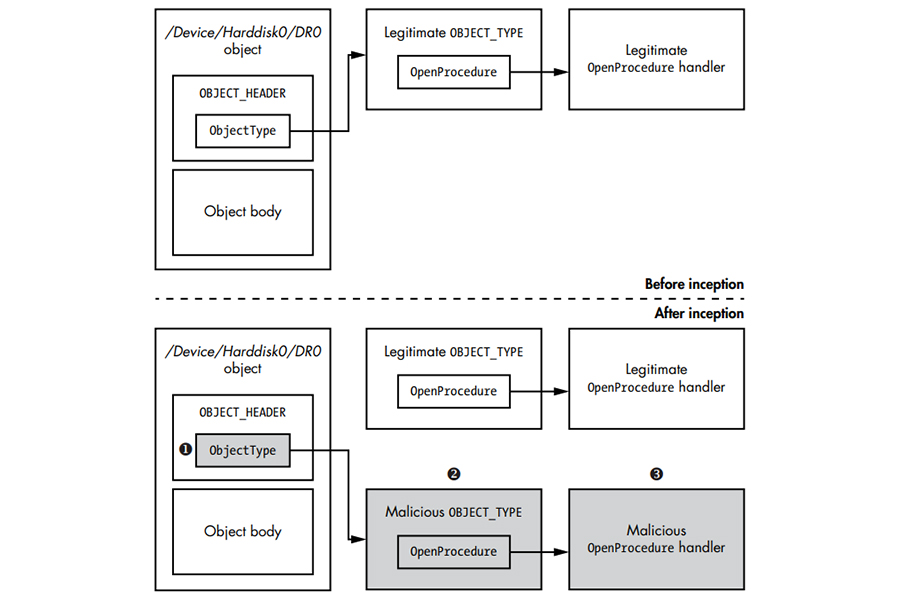 /Device/Harddisk0/DR0
object
OBJECT_HEADER
ObjectType
Object body
Legitimate OBJECT_TYPE
OpenProcedure
Legitimate
OpenProcedure handler
Before inception
After inception
/Device/Harddisk0/DR0
object
OBJECT_HEADER
❶ ObjectType
Object body
Legitimate OBJECT_TYPE
OpenProcedure
Legitimate
OpenProcedure handler
❷
Malicious OBJECT_TYPE
OpenProcedure
❸
Malicious
OpenProcedure handler